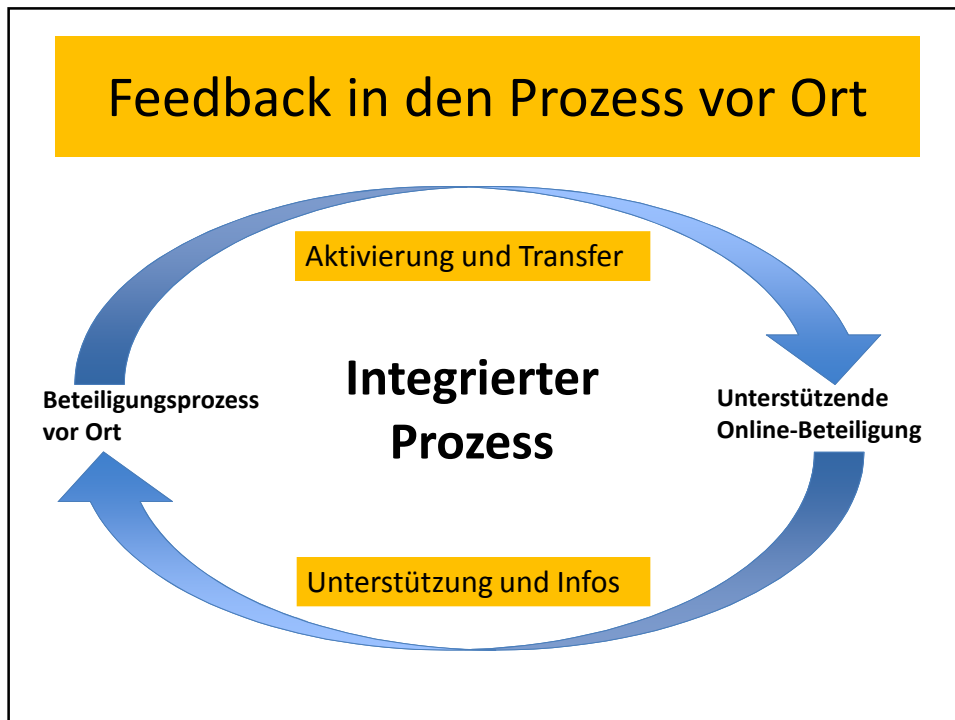 Feedback in den Prozess vor Ort
Aktivierung und Transfer
Integrierter
Prozess
Beteiligungsprozess
vor Ort
Unterstützende
Online-Beteiligung
Unterstützung und Infos